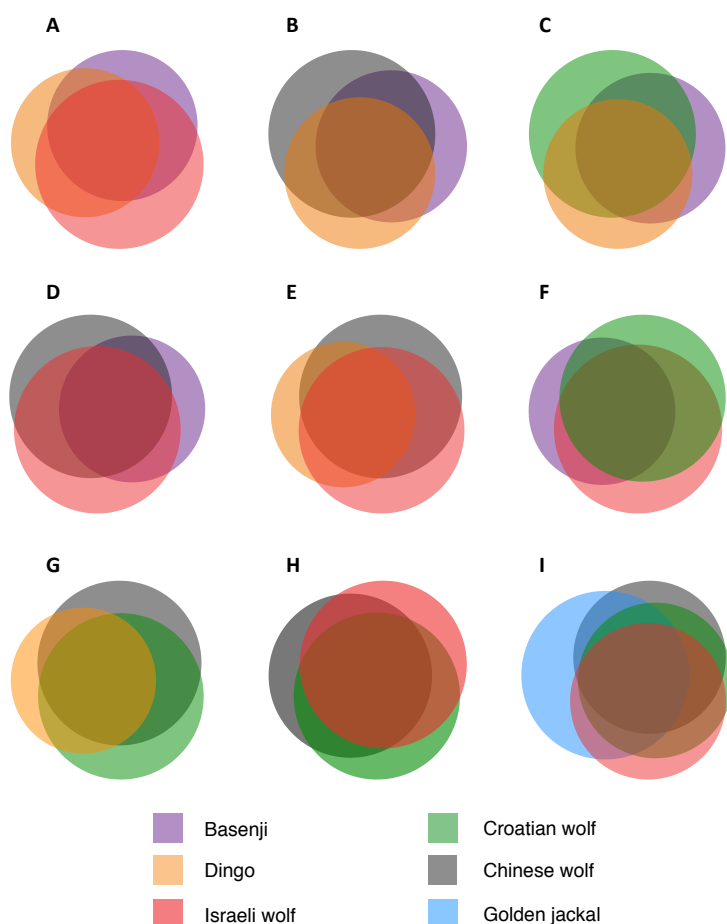 A B C
D E F
G H I
Basenji Croatian wolf
Dingo Chinese wolf
Israeli wolf Golden jackal